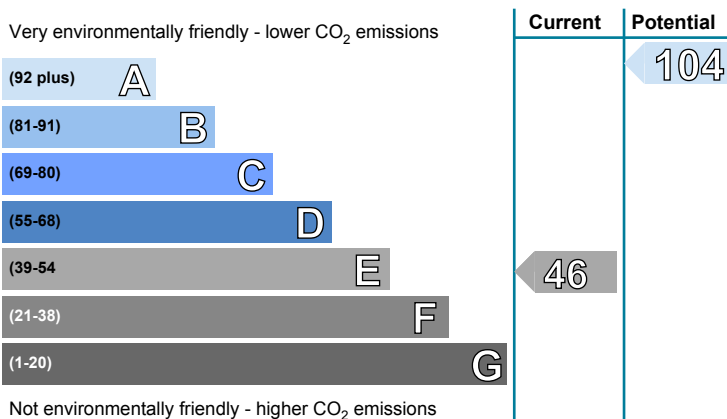 Current Potential
Very environmentally friendly - lower CO2 emissions
104
(92 plus) A
(81-91) B
(69-80) C
(55-68) D
(39-54 E
46
(21-38) F
(1-20) G
Not environmentally friendly - higher CO2 emissions